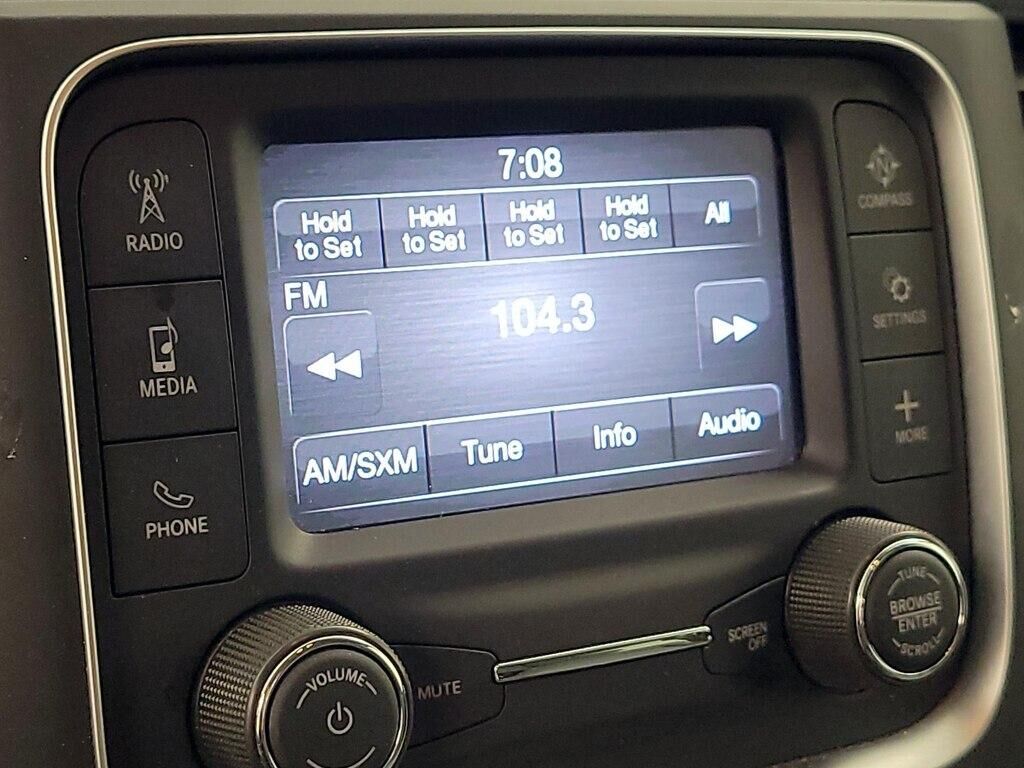 7:08
Hold
to Set
Hold
to Set
Hold
to Set
Hold
to Set
All
FM
104.3
AM/SXM
Tune
Info
Audio
RADIO
MEDIA
PHONE
N
COMPASS
SETTINGS
MORE
VOLUME
MUTE
SCREEN
OFF
TUNE
BROWSE
ENTER
SCROLL